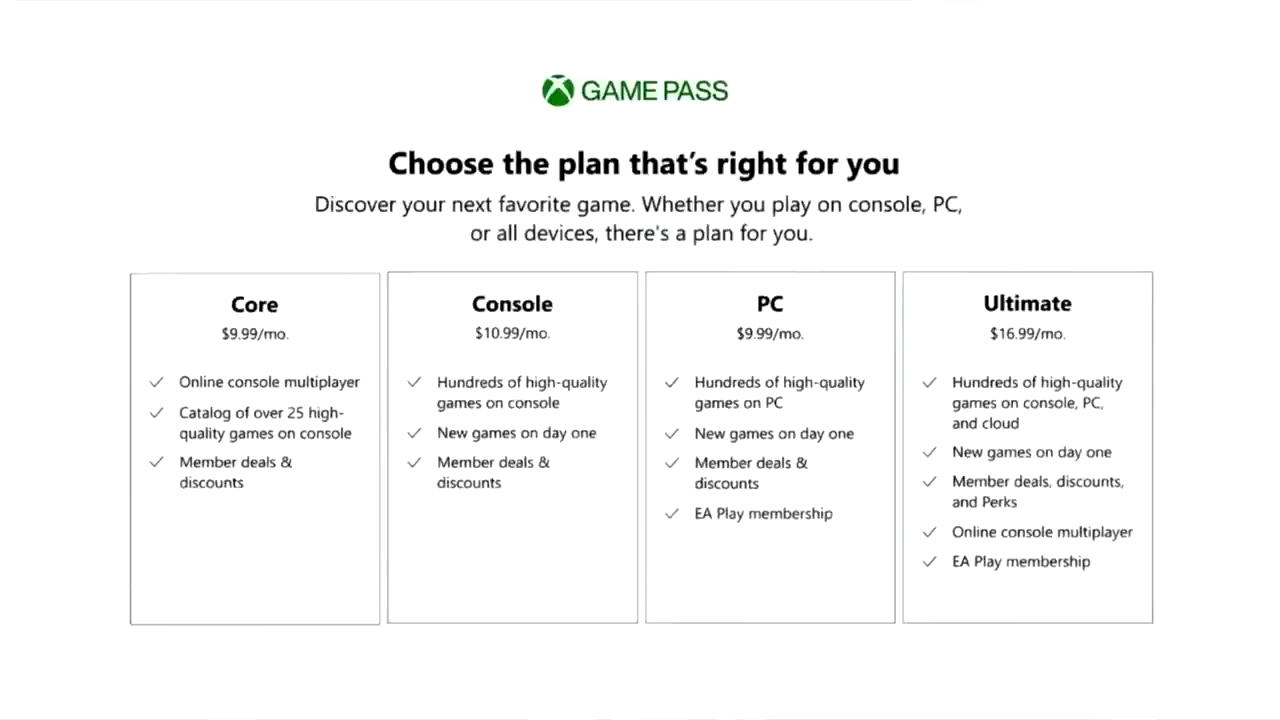 GAME PASS
Choose the plan that's right for you
Discover your next favorite game. Whether you play on console, PC,
or all devices, there's a plan for you.
Core
$9.99/mo.
Online console multiplayer
Catalog of over 25 high-
quality games on console
Member deals &
discounts
Console
$10.99/mo.
Hundreds of high-quality
games on console
New games on day one
Member deals &
discounts
PC
$9.99/mo.
Hundreds of high-quality
games on PC
New games on day one
Member deals &
discounts
EA Play membership
Ultimate
$16.99/mo.
Hundreds of high-quality
games on console, PC,
and cloud
New games on day one
Member deals, discounts,
and Perks
Online console multiplayer
EA Play membership